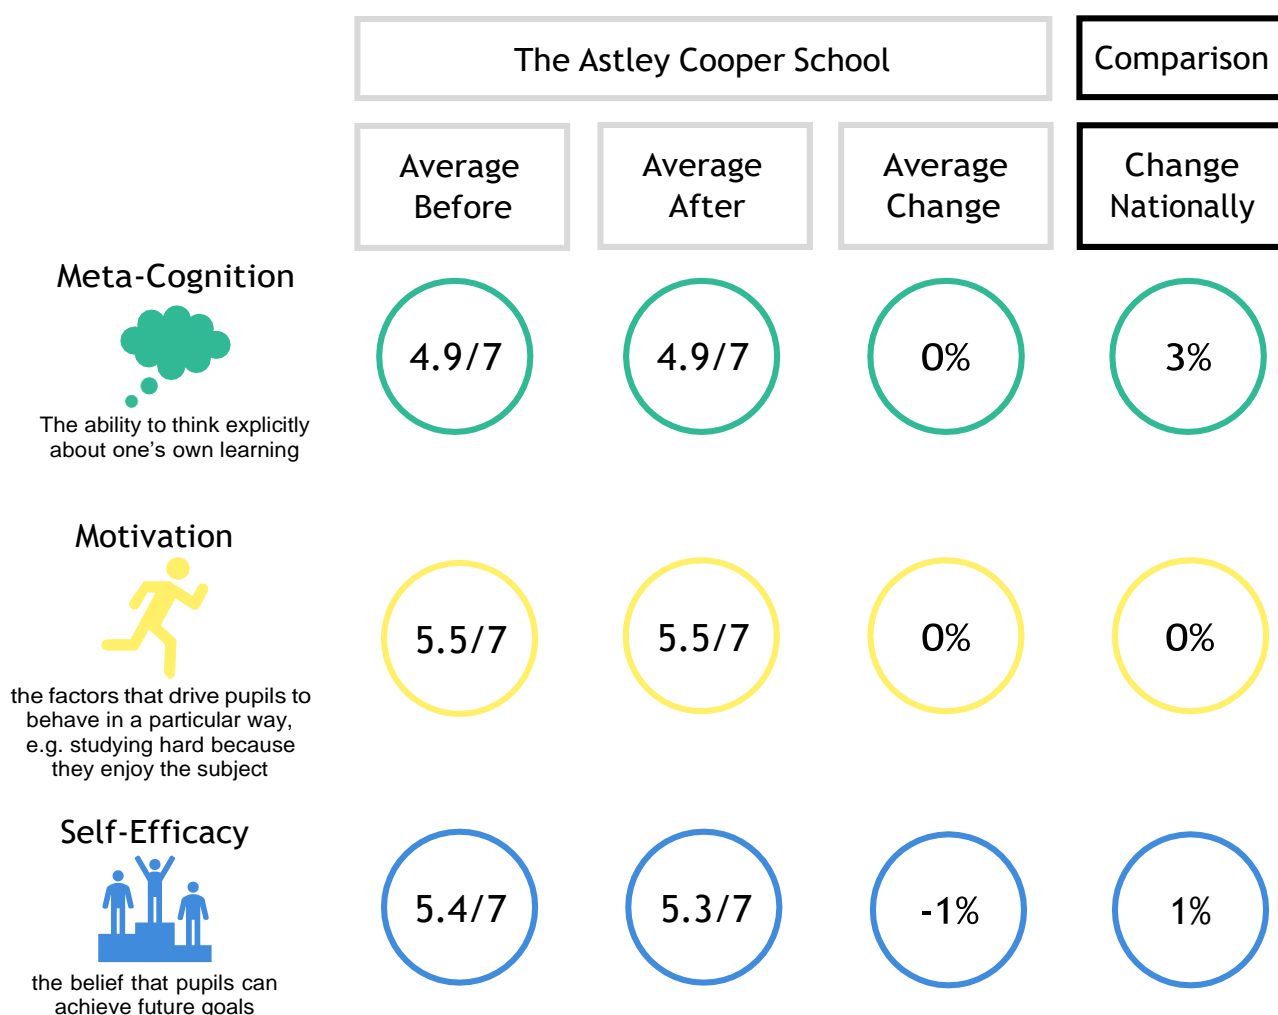 The Astley Cooper School
Comparison
Average
Before
Average
After
Average
Change
Change
Nationally
Meta-Cognition
The ability to think explicitly
about one's own learning
4.9/7
4.9/7
0%
3%
Motivation
the factors that drive pupils to
behave in a particular way,
e.g. studying hard because
they enjoy the subject
5.5/7
5.5/7
0%
0%
Self-Efficacy
the belief that pupils can
achieve future goals
5.4/7
5.3/7
-1%
1%